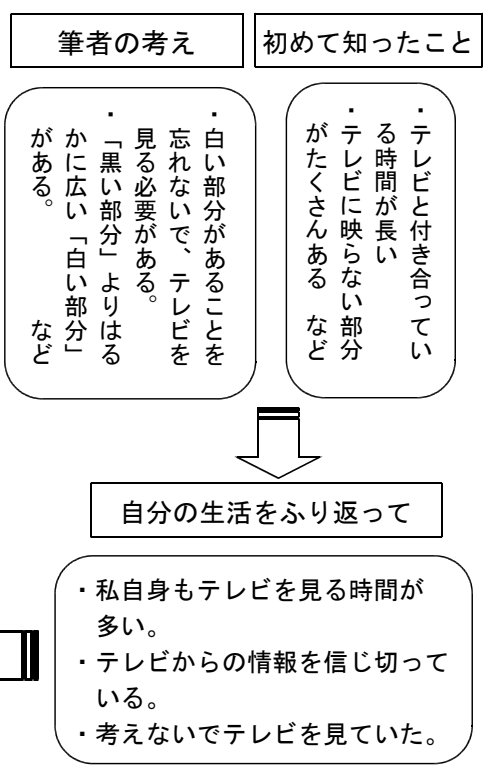 初めて知ったこと
・テレビと付き合ってい
る時間が長い
・テレビに映らない部分
がたくさんある　など
筆者の考え
・白い部分があることを
忘れないで、テレビを
見る必要がある。
・「黒い部分」よりはる
かに広い「白い部分」
がある。　など
自分の生活をふり返って
・私自身もテレビを見る時間が
多い。
・テレビからの情報を信じ切って
いる。
・考えないでテレビを見ていた。